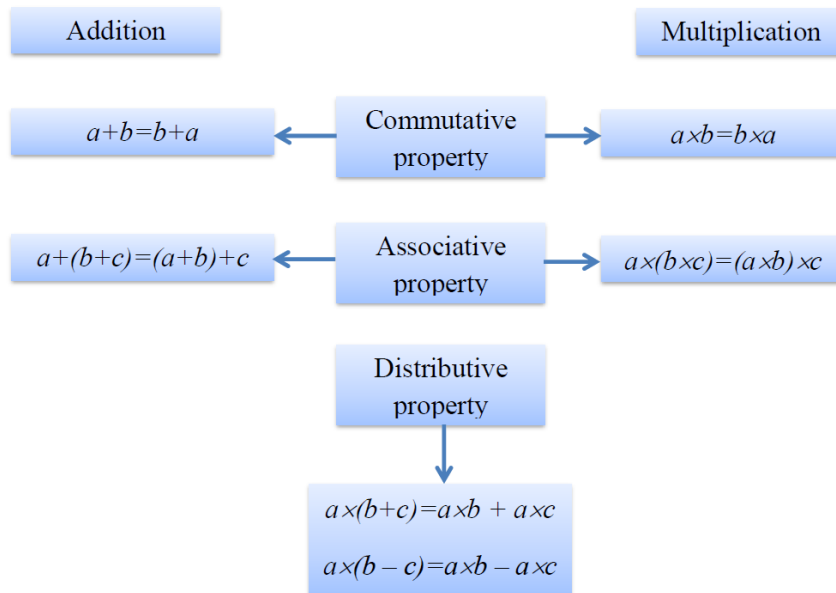 Addition
Multiplication
a+b=b+a
Commutative
property
a×b=b×a
a+(b+c)=(a+b)+c
Associative
property
a×(b×c)=(a×b)×c
Distributive
property
a×(b+c)=a×b + a×c
a×(b – c)=a×b – a×c